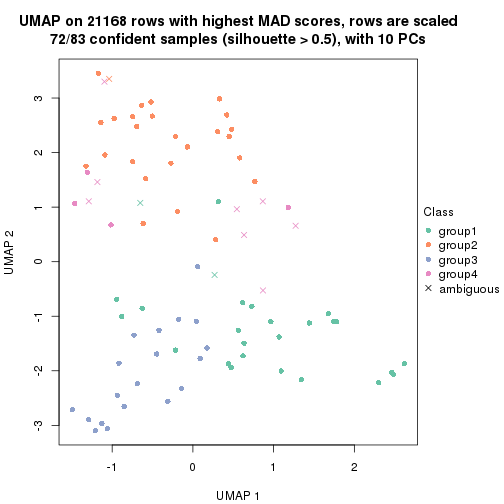 UMAP on 21168 rows with highest MAD scores, rows are scaled
72/83 confident samples (silhouette > 0.5), with 10 PCs
3
2
1
0
-1
-2
-3
UMAP 2
-1
0
1
2
UMAP 1
Class
group1
group2
group3
group4
ambiguous